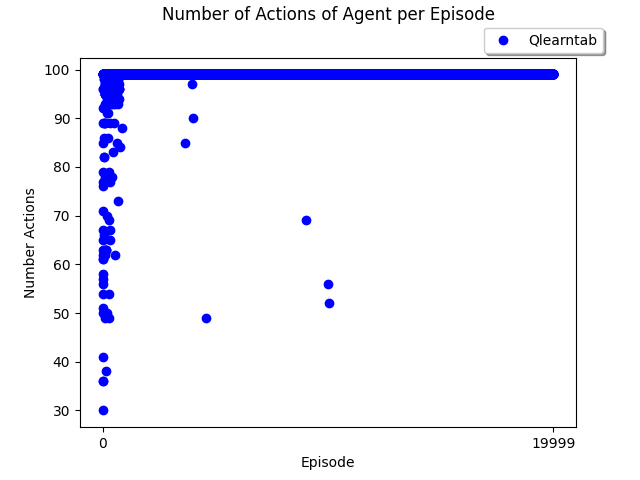 Number of Actions of Agent per Episode
Qlearntab
100
90
80
70
60
50
40
30
Number Actions
0
19999
Episode